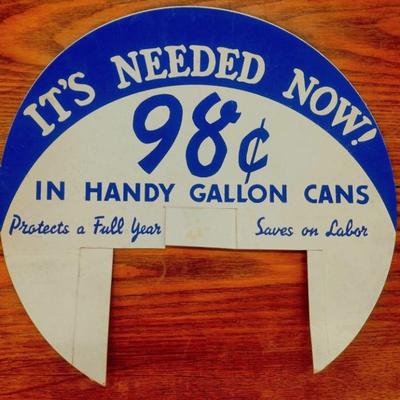 IT'S NEEDED NOW!
98¢
IN HANDY GALLON CANS
Protects a Full Year
Saves on Labor